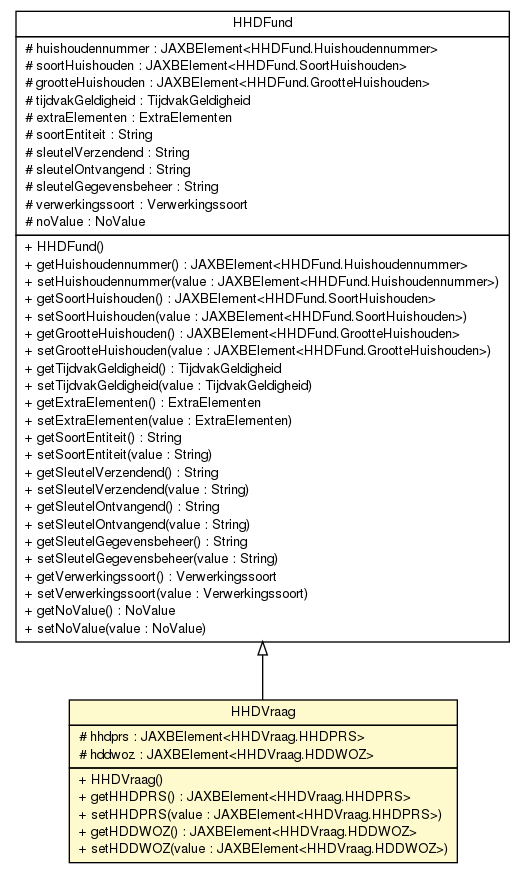 HHDFund
# huishoudennummer : JAXBElement<HHDFund.Huishoudennummer>
# soortHuishouden : JAXBElement<HHDFund.SoortHuishouden>
# grootteHuishouden : JAXBElement<HHDFund.GrootteHuishouden>
# tijdvakGeldigheid : TijdvakGeldigheid
# extraElementen : ExtraElementen
# soortEntiteit : String
# sleutelVerzendend : String
# sleutelOntvangend : String
# sleutelGegevensbeheer : String
# verwerkingssoort : Verwerkingssoort
# noValue : NoValue
+ HHDFund()
+ getHuishoudennummer() : JAXBElement<HHDFund.Huishoudennummer>
+ setHuishoudennummer(value : JAXBElement<HHDFund.Huishoudennummer>)
+ getSoortHuishouden() : JAXBElement<HHDFund.SoortHuishouden>
+ setSoortHuishouden(value : JAXBElement<HHDFund.SoortHuishouden>)
+ getGrootteHuishouden() : JAXBElement<HHDFund.GrootteHuishouden>
+ setGrootteHuishouden(value : JAXBElement<HHDFund.GrootteHuishouden>)
+ getTijdvakGeldigheid() : TijdvakGeldigheid
+ setTijdvakGeldigheid(value : TijdvakGeldigheid)
+ getExtraElementen() : ExtraElementen
+ setExtraElementen(value : ExtraElementen)
+ getSoortEntiteit() : String
+ setSoortEntiteit(value : String)
+ getSleutelVerzendend() : String
+ setSleutelVerzendend(value : String)
+ getSleutelOntvangend() : String
+ setSleutelOntvangend(value : String)
+ getSleutelGegevensbeheer() : String
+ setSleutelGegevensbeheer(value : String)
+ getVerwerkingssoort() : Verwerkingssoort
+ setVerwerkingssoort(value : Verwerkingssoort)
+ getNoValue() : NoValue
+ setNoValue(value : NoValue)
HHDVraag
# hhdprs : JAXBElement<HHDVraag.HHDPRS>
# hddwoz : JAXBElement<HHDVraag.HDDWOZ>
+ HHDVraag()
+ getHHDPRS() : JAXBElement<HHDVraag.HHDPRS>
+ setHHDPRS(value : JAXBElement<HHDVraag.HHDPRS>)
+ getHDDWOZ() : JAXBElement<HHDVraag.HDDWOZ>
+ setHDDWOZ(value : JAXBElement<HHDVraag.HDDWOZ>)